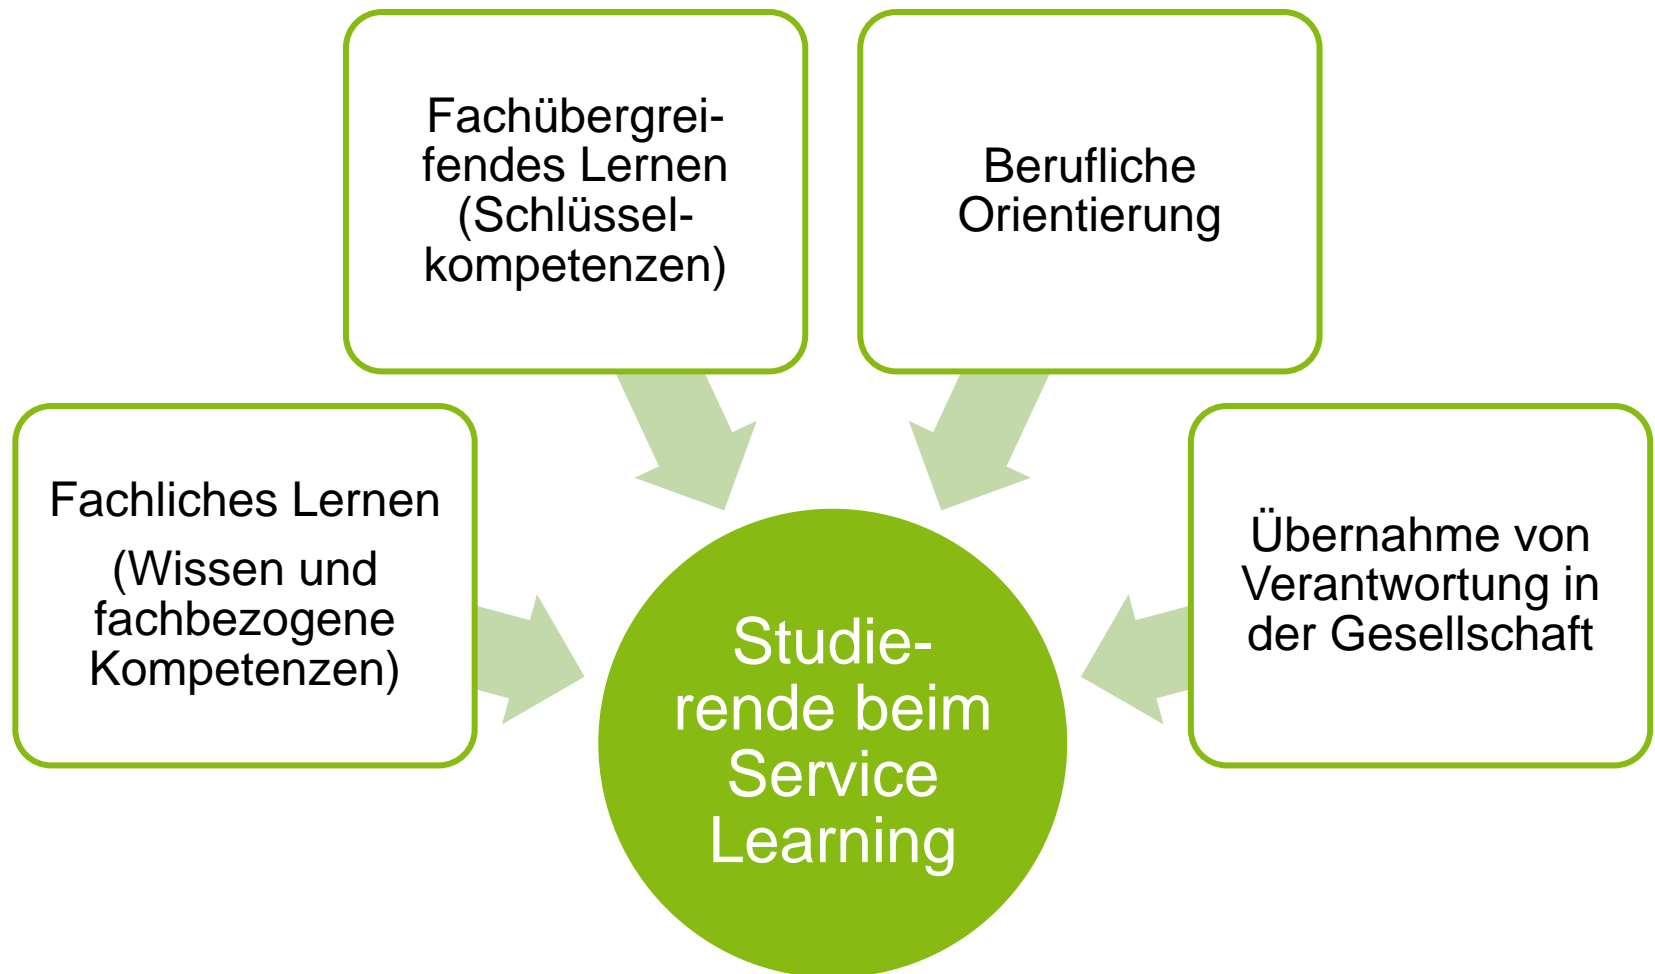 Fachübergrei-
fendes Lernen
(Schlüssel-
kompetenzen)
Berufliche
Orientierung
Fachliches Lernen
(Wissen und
fachbezogene
Kompetenzen)
Übernahme von
Verantwortung in
der Gesellschaft
Studie-
rende beim
Service
Learning